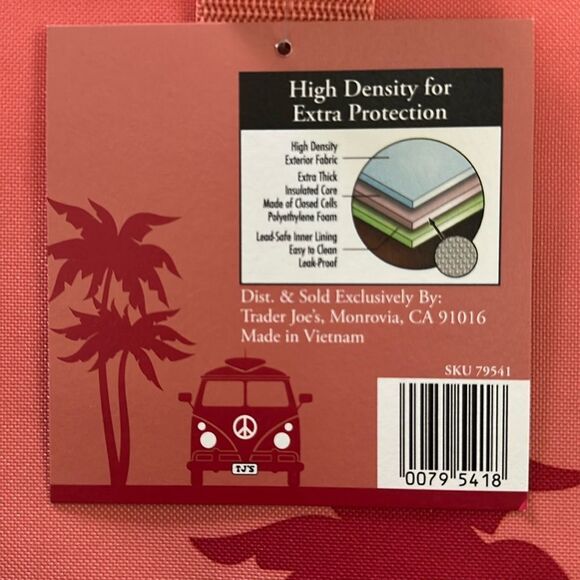 High Density for
Extra Protection
High Density
Exterior Fabric
Extra Thick
Insulated Core
Made of Closed Cells
Polyethylene Foam
Lead-Safe Inner Lining
Easy to Clean
Leak-Proof
Dist. & Sold Exclusively By:
Trader Joe's, Monrovia, CA 91016
Made in Vietnam
SKU 79541
TJ'S
0079 5418